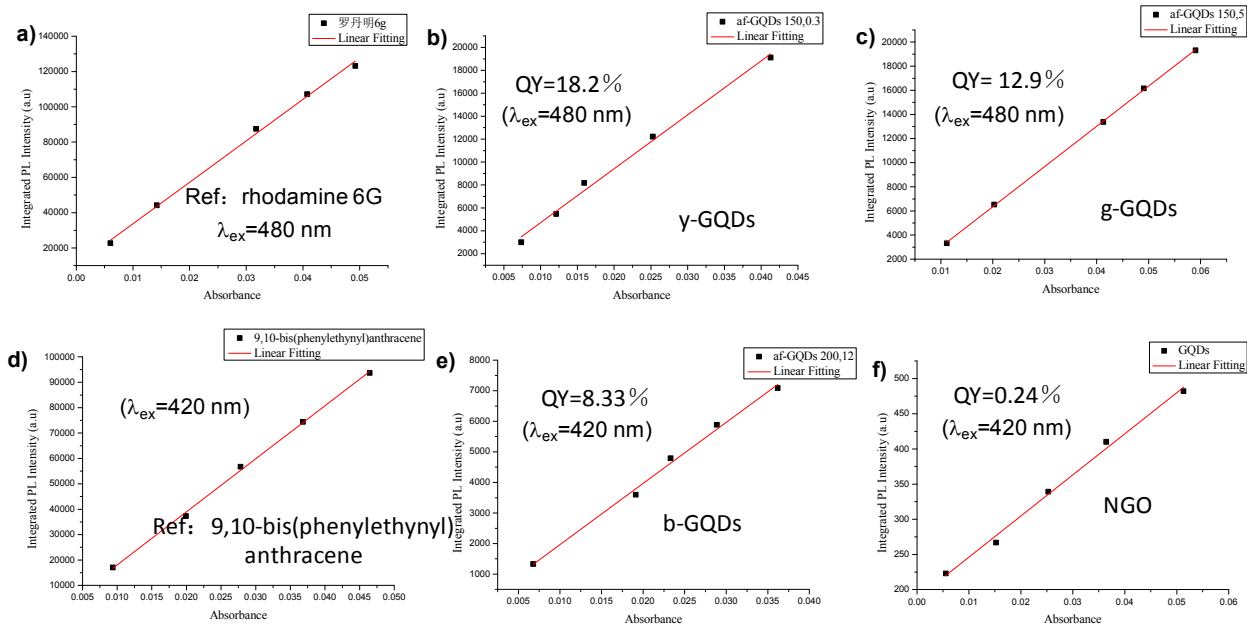 a)
罗丹明6g
Linear Fitting
140000
120000
100000
80000
60000
40000
20000
Integrated PL Intensity (a.u)
Ref：rhodamine 6G
λex=480 nm
0.00 0.01 0.02 0.03 0.04 0.05
Absorbance
b)
af-GQDs 150,0.3
Linear Fitting
20000
18000
16000
14000
12000
10000
8000
6000
4000
2000
Integrated PL Intensity (a.u)
QY=18.2％
(λex=480 nm)
y-GQDs
0.005 0.010 0.015 0.020 0.025 0.030 0.035 0.040 0.045
Absorbance
c)
af-GQDs 150,5
Linear Fitting
20000
18000
16000
14000
12000
10000
8000
6000
4000
2000
Integrated PL Intensity (a.u)
QY= 12.9％
(λex=480 nm)
g-GQDs
0.01 0.02 0.03 0.04 0.05 0.06
Absorbance
d)
9,10-bis(phenylethynyl)anthracene
Linear Fitting
100000
90000
80000
70000
60000
50000
40000
30000
20000
10000
Integrated PL Intensity (a.u)
(λex=420 nm)
Ref：9,10-bis(phenylethynyl)
anthracene
0.005 0.010 0.015 0.020 0.025 0.030 0.035 0.040 0.045 0.050
Absorbance
e)
af-GQDs 200,12
Linear Fitting
8000
7000
6000
5000
4000
3000
2000
1000
Integrated PL Intensity (a.u)
QY=8.33％
(λex=420 nm)
b-GQDs
0.005 0.010 0.015 0.020 0.025 0.030 0.035 0.040
Absorbance
f)
GQDs
Linear Fitting
500
450
400
350
300
250
200
Integrated PL Intensity (a.u)
QY=0.24％
(λex=420 nm)
NGO
0.00 0.01 0.02 0.03 0.04 0.05 0.06
Absorbance